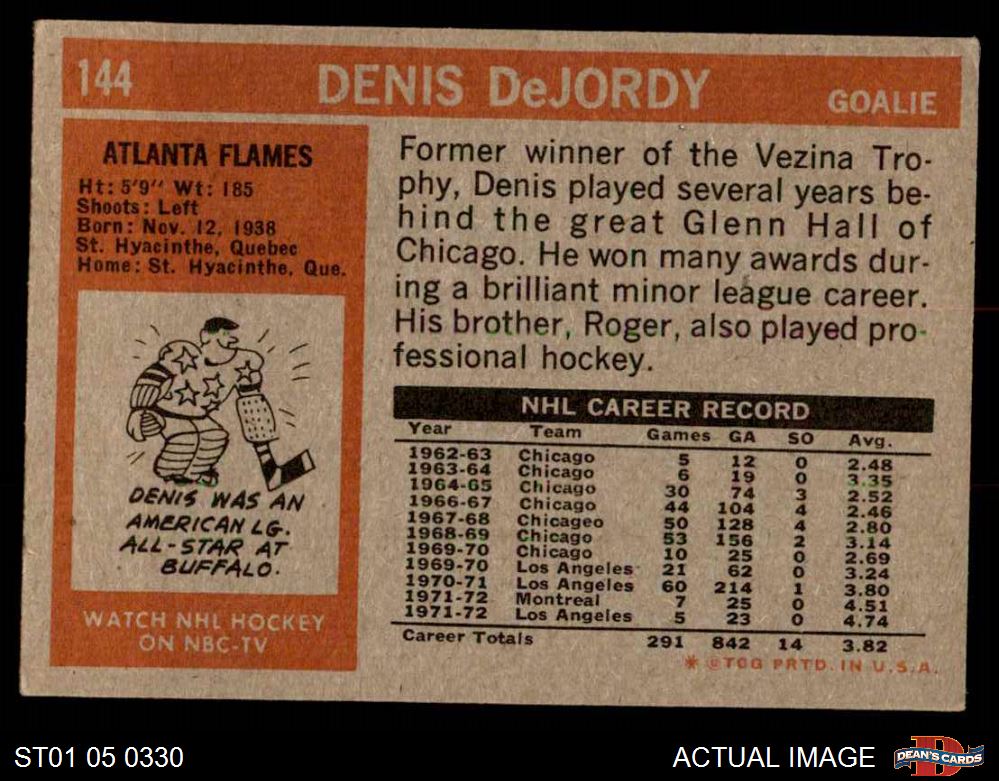 144 DENIS DeJORDY GOALIE
ATLANTA FLAMES
Ht: 5'9" Wt: 185
Shoots: Left
Born: Nov. 12, 1938
St. Hyacinthe, Quebec
Home: St. Hyacinthe, Que.
DENIS WAS AN
AMERICAN LG.
ALL-STAR AT
BUFFALO.
WATCH NHL HOCKEY
ON NBC-TV
Former winner of the Vezina Tro-
phy, Denis played several years be-
hind the great Glenn Hall of
Chicago. He won many awards dur-
ing a brilliant minor league career.
His brother, Roger, also played pro-
fessional hockey.
NHL CAREER RECORD
Year Team Games GA SO Avg.
1962-63 Chicago 5 12 0 2.48
1963-64 Chicago 6 19 0 3.35
1964-65 Chicago 30 74 3 2.52
1966-67 Chicago 44 104 4 2.46
1967-68 Chicageo 50 128 4 2.80
1968-69 Chicago 53 156 2 3.14
1969-70 Chicago 10 25 0 2.69
1969-70 Los Angeles 21 62 0 3.24
1970-71 Los Angeles 60 214 1 3.80
1971-72 Montreal 7 25 0 4.51
1971-72 Los Angeles 5 23 0 4.74
Career Totals 291 842 14 3.82
* ©TCG PRTD. IN U.S.A.
ST01 05 0330 ACTUAL IMAGE DEAN'S CARDS